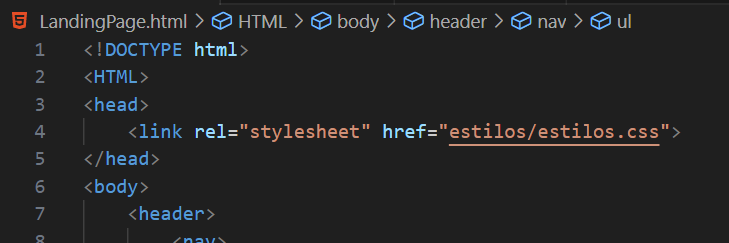 LandingPage.html > HTML > body > header > nav > ul
1 <!DOCTYPE html>
2 <HTML>
3 <head>
4 <link rel="stylesheet" href="estilos/estilos.css">
5 </head>
6 <body>
7 <header>
8 <nav>